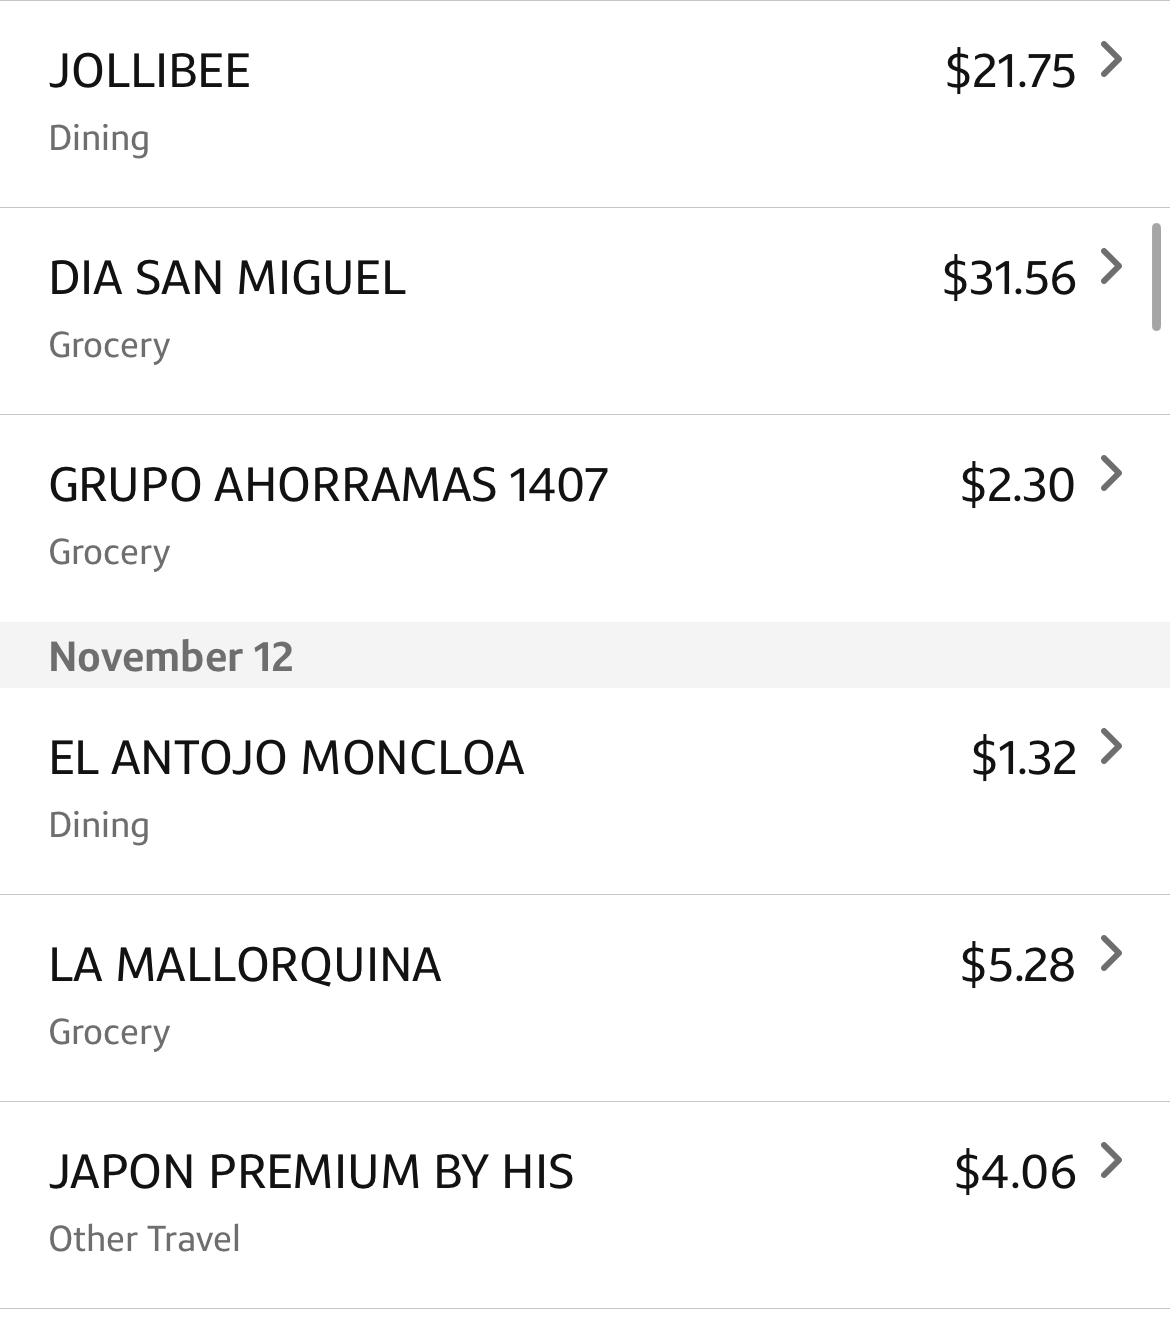 JOLLIBEE $21.75
Dining
DIA SAN MIGUEL $31.56
Grocery
GRUPO AHORRAMAS 1407 $2.30
Grocery
November 12
EL ANTOJO MONCLOA $1.32
Dining
LA MALLORQUINA $5.28
Grocery
JAPON PREMIUM BY HIS $4.06
Other Travel